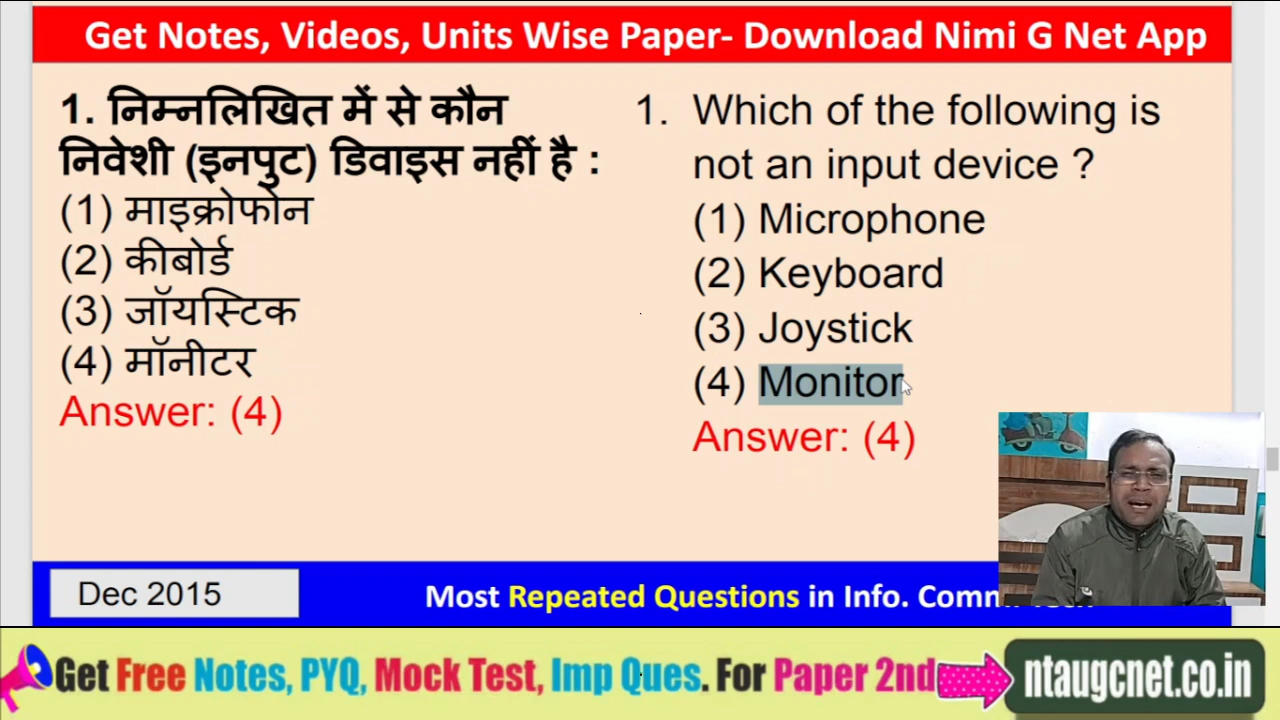 Get Notes, Videos, Units Wise Paper- Download Nimi G Net App
1. निम्नलिखित में से कौन
निवेशी (इनपुट) डिवाइस नहीं है :
(1) माइक्रोफोन
(2) कीबोर्ड
(3) जॉयस्टिक
(4) मॉनीटर
Answer: (4)
1. Which of the following is
not an input device ?
(1) Microphone
(2) Keyboard
(3) Joystick
(4) Monitor
Answer: (4)
Dec 2015
Most Repeated Questions in Info. Comm.
Get Free Notes, PYQ, Mock Test, Imp Ques. For Paper 2nd
ntaugcnet.co.in